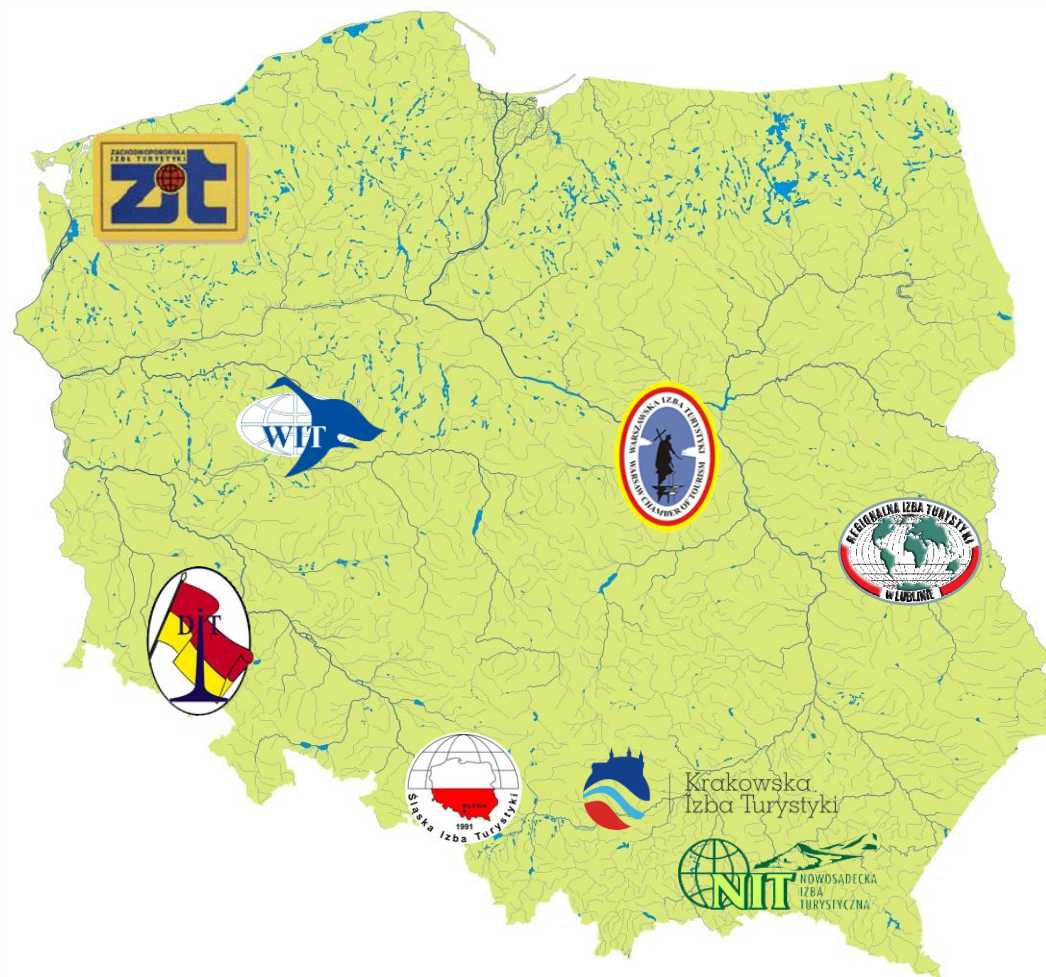 ZACHODNIOPOMORSKA
IZBA TURYSTYKI
zit
WIT
®
WARSZAWSKA IZBA TURYSTYKI
WARSAW CHAMBER OF TOURISM
REGIONALNA IZBA TURYSTYKI
w LUBLINIE
DiT
SILESIA
1991
Śląska Izba Turystyki
Krakowska
Izba Turystyki
NIT
NOWOSĄDECKA
IZBA
TURYSTYCZNA